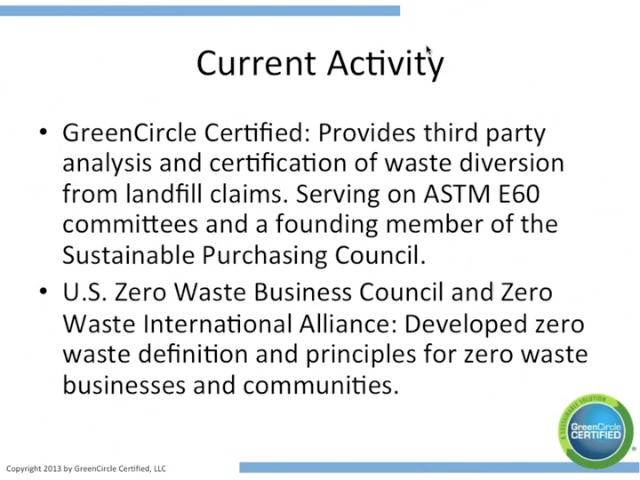 Current Activity
• GreenCircle Certified: Provides third party
analysis and certification of waste diversion
from landfill claims. Serving on ASTM E60
committees and a founding member of the
Sustainable Purchasing Council.
• U.S. Zero Waste Business Council and Zero
Waste International Alliance: Developed zero
waste definition and principles for zero waste
businesses and communities.
A SUSTAINABLE SOLUTION
GreenCircle
CERTIFIED
®
Copyright 2013 by GreenCircle Certified, LLC